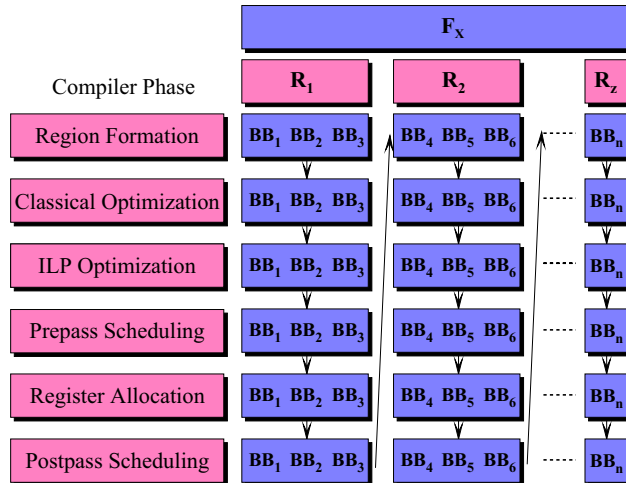 F_X
Compiler Phase R_1 R_2 R_z
Region Formation BB_1 BB_2 BB_3 BB_4 BB_5 BB_6 BB_n
Classical Optimization BB_1 BB_2 BB_3 BB_4 BB_5 BB_6 BB_n
ILP Optimization BB_1 BB_2 BB_3 BB_4 BB_5 BB_6 BB_n
Prepass Scheduling BB_1 BB_2 BB_3 BB_4 BB_5 BB_6 BB_n
Register Allocation BB_1 BB_2 BB_3 BB_4 BB_5 BB_6 BB_n
Postpass Scheduling BB_1 BB_2 BB_3 BB_4 BB_5 BB_6 BB_n